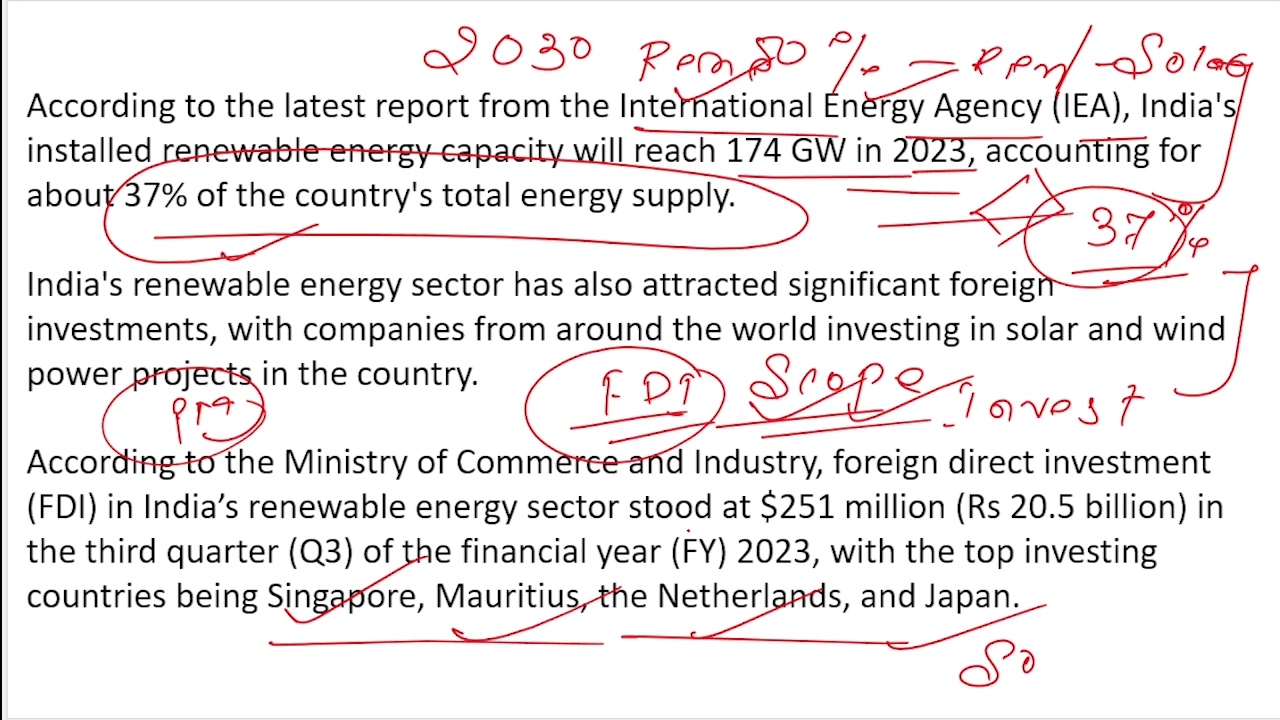 2030 Ren 50 % – Ren/ - Solar
According to the latest report from the International Energy Agency (IEA), India's
installed renewable energy capacity will reach 174 GW in 2023, accounting for
about 37% of the country's total energy supply.
37 %
India's renewable energy sector has also attracted significant foreign
investments, with companies from around the world investing in solar and wind
power projects in the country.
FDI Scope Invest
According to the Ministry of Commerce and Industry, foreign direct investment
(FDI) in India’s renewable energy sector stood at $251 million (Rs 20.5 billion) in
the third quarter (Q3) of the financial year (FY) 2023, with the top investing
countries being Singapore, Mauritius, the Netherlands, and Japan.
So